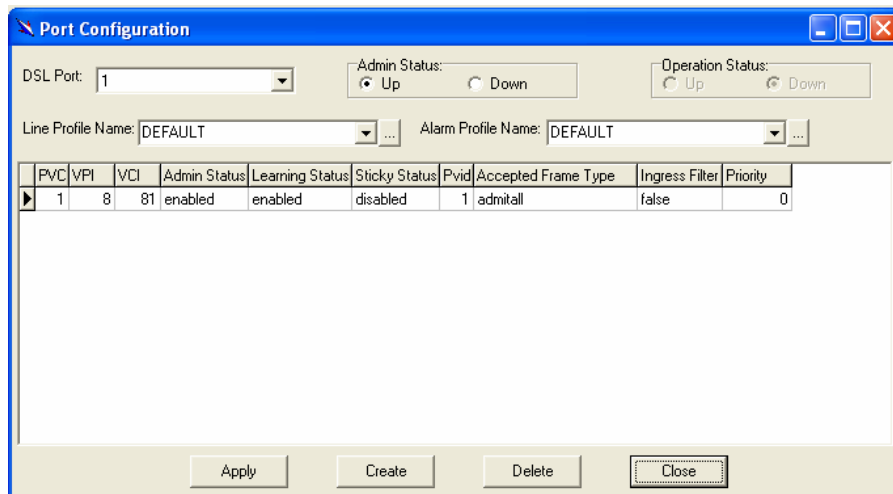 Port Configuration
DSL Port: 1
Admin Status: Up Down
Operation Status: Up Down
Line Profile Name: DEFAULT ... Alarm Profile Name: DEFAULT ...
PVC VPI VCI Admin Status Learning Status Sticky Status Pvid Accepted Frame Type Ingress Filter Priority
1 8 81 enabled enabled disabled 1 admitall false 0
Apply Create Delete Close